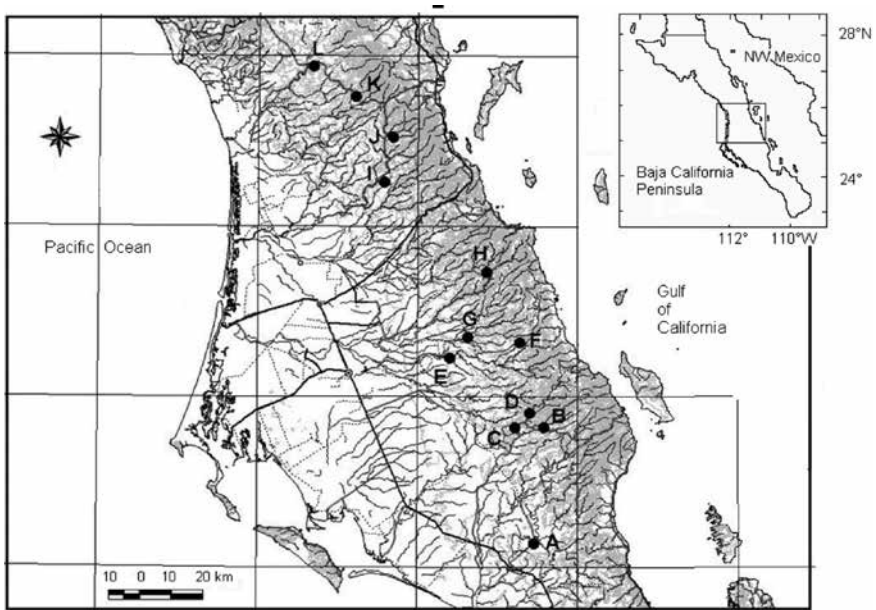 28°N
NW Mexico
L
K
J
Baja California
Peninsula
24°
I
112°
110°W
Pacific Ocean
H
Gulf
of
California
G
F
E
D
B
C
A
10 0 10 20 km